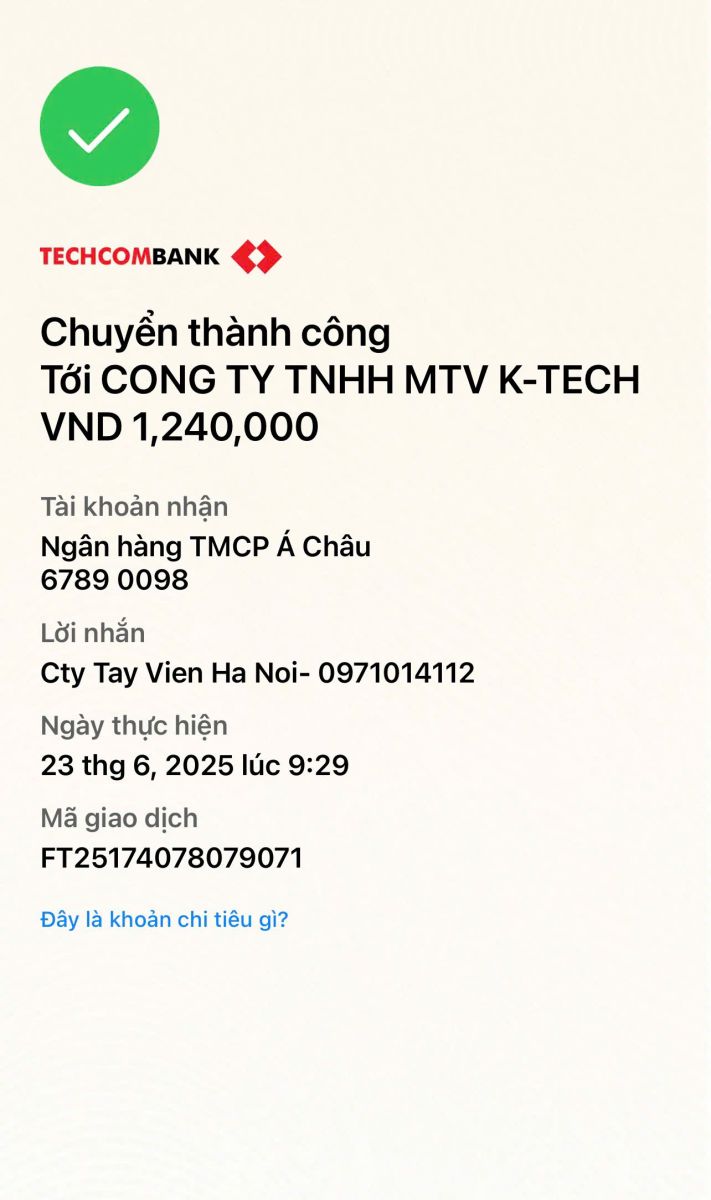 TECHCOMBANK
Chuyển thành công
Tới CONG TY TNHH MTV K-TECH
VND 1,240,000
Tài khoản nhận
Ngân hàng TMCP Á Châu
6789 0098
Lời nhắn
Cty Tay Vien Ha Noi- 0971014112
Ngày thực hiện
23 thg 6, 2025 lúc 9:29
Mã giao dịch
FT25174078079071
Đây là khoản chi tiêu gì?